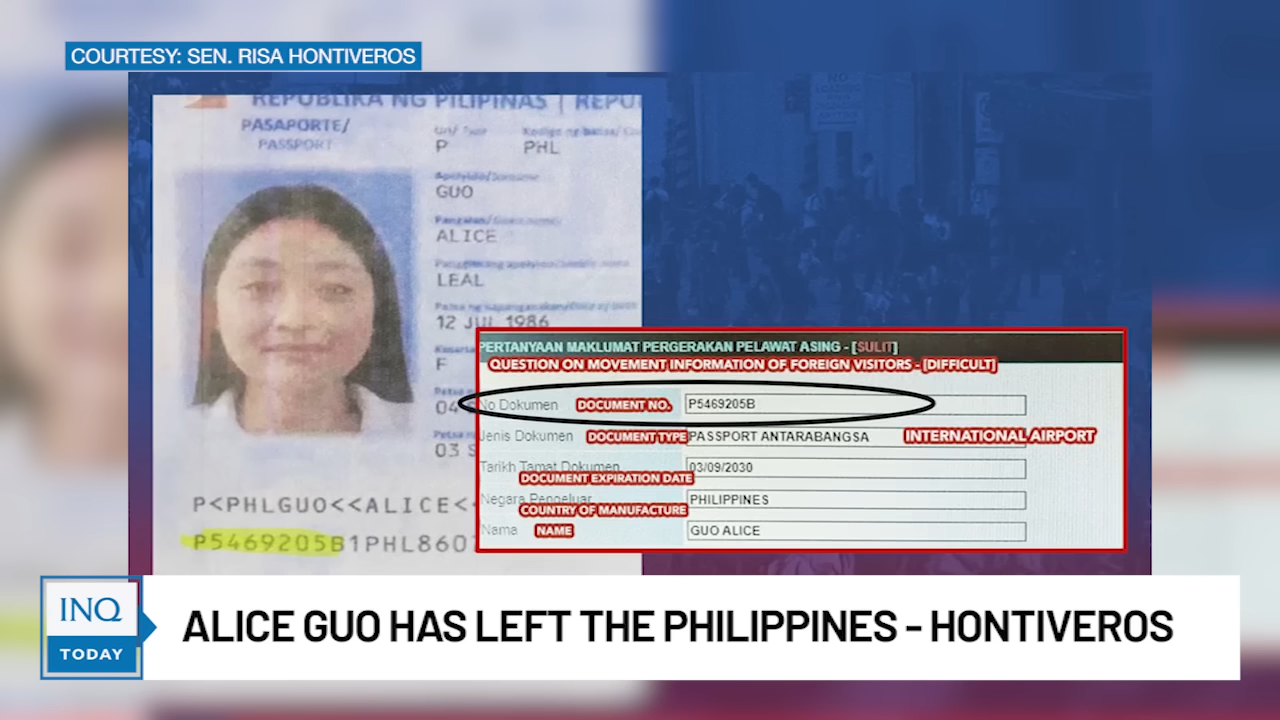 COURTESY: SEN. RISA HONTIVEROS
REPUBLIKA NG PILIPINAS | REPU
PASAPORTE/
PASSPORT
P
PHL
GUO
ALICE
LEAL
12 JUL 1986
F
04
03 S
P<PHLGUO<<ALICE<
P5469205B1PHL860
PERTANYAAN MAKLUMAT PERGERAKAN PELAWAT ASING - [SULIT]
QUESTION ON MOVEMENT INFORMATION OF FOREIGN VISITORS - [DIFFICULT]
No Dokumen DOCUMENT NO. P5469205B
Jenis Dokumen DOCUMENT TYPE PASSPORT ANTARABANGSA INTERNATIONAL AIRPORT
Tarikh Tamat Dokumen 03/09/2030
DOCUMENT EXPIRATION DATE
Negara Pengeluar PHILIPPINES
COUNTRY OF MANUFACTURE
Nama NAME GUO ALICE
INQ
TODAY
ALICE GUO HAS LEFT THE PHILIPPINES - HONTIVEROS